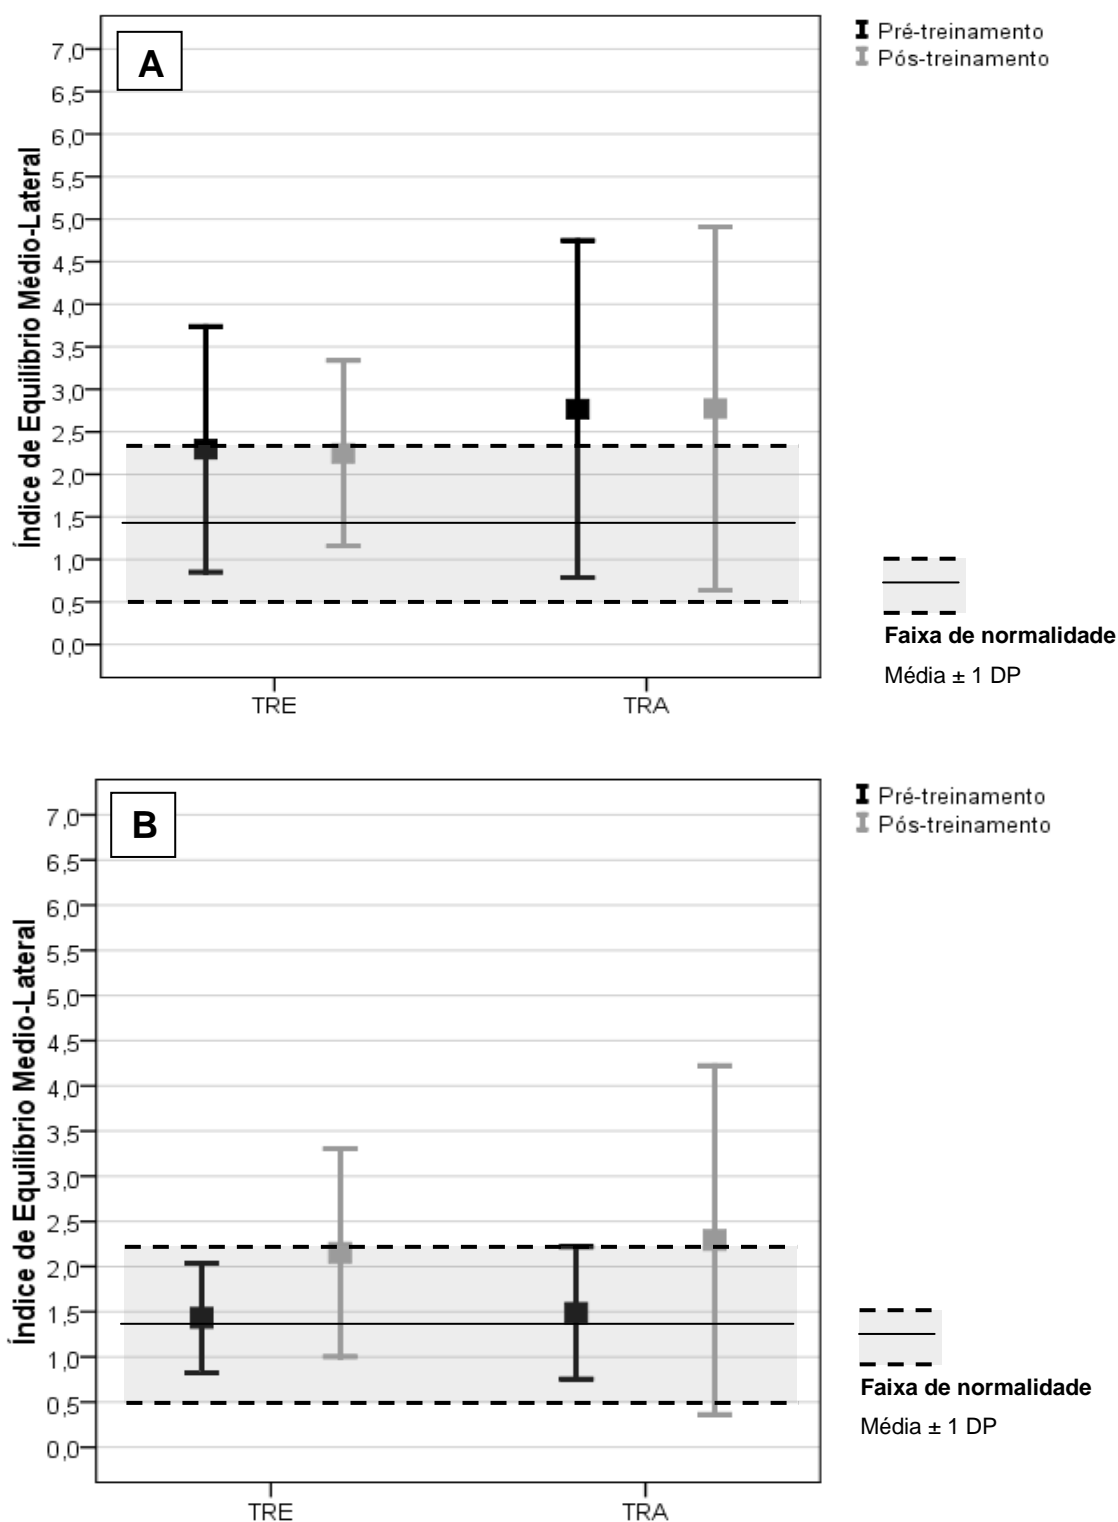 A
Pré-treinamento
Pós-treinamento
Índice de Equilíbrio Médio-Lateral
7,0
6,5
6,0
5,5
5,0
4,5
4,0
3,5
3,0
2,5
2,0
1,5
1,0
0,5
0,0
TRE
TRA
Faixa de normalidade
Média ± 1 DP
B
Pré-treinamento
Pós-treinamento
Índice de Equilíbrio Medio-Lateral
7,0
6,5
6,0
5,5
5,0
4,5
4,0
3,5
3,0
2,5
2,0
1,5
1,0
0,5
0,0
TRE
TRA
Faixa de normalidade
Média ± 1 DP